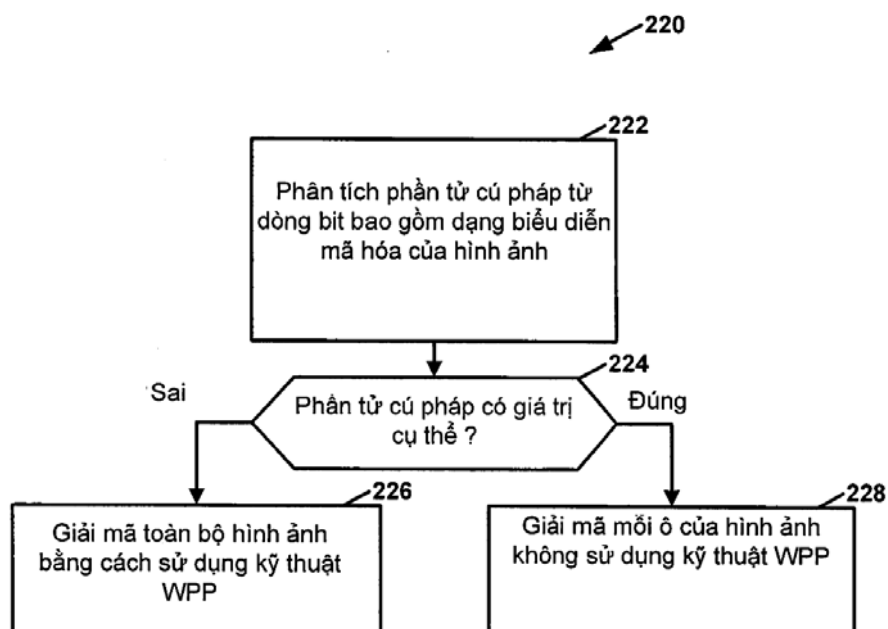 220
222
Phân tích phần tử cú pháp từ
dòng bit bao gồm dạng biểu diễn
mã hóa của hình ảnh
224
Sai
Phần tử cú pháp có giá trị
cụ thể ?
Đúng
226
Giải mã toàn bộ hình ảnh
bằng cách sử dụng kỹ thuật
WPP
228
Giải mã mỗi ô của hình ảnh
không sử dụng kỹ thuật WPP